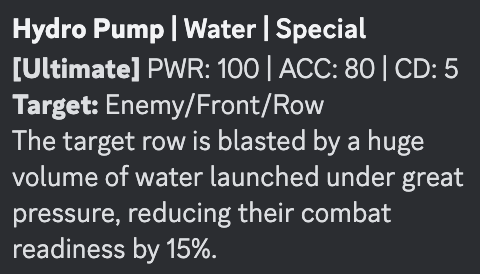 Hydro Pump | Water | Special
[Ultimate] PWR: 100 | ACC: 80 | CD: 5
Target: Enemy/Front/Row
The target row is blasted by a huge
volume of water launched under great
pressure, reducing their combat
readiness by 15%.